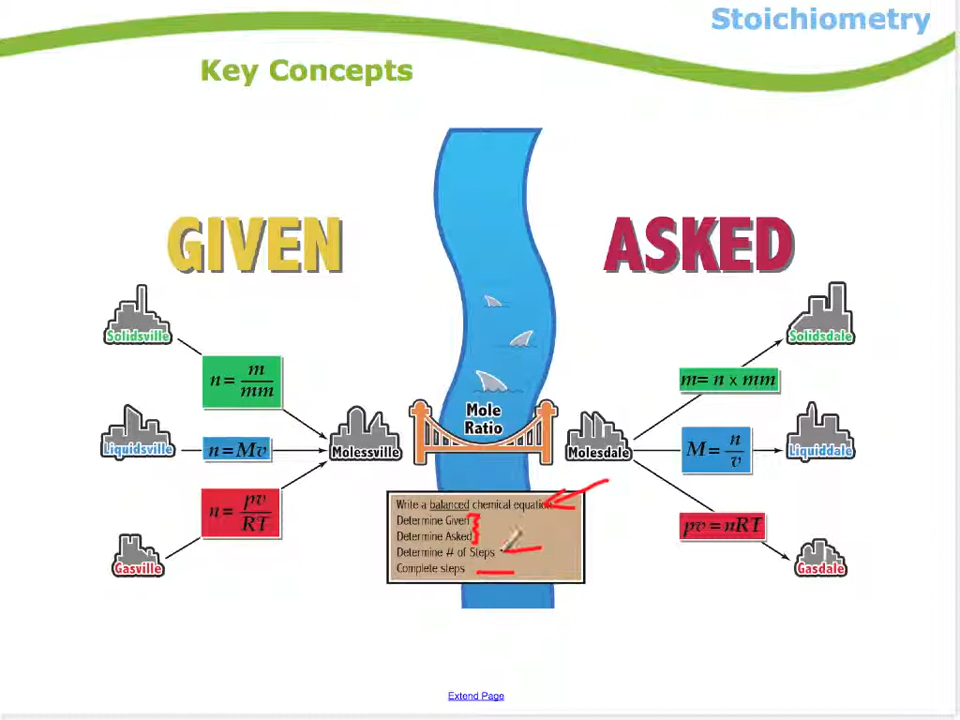 Stoichiometry
Key Concepts
GIVEN
ASKED
Solidsville
n = m/mm
Liquidsville
n = Mv
Gasville
n = pv/RT
Molessville
Mole
Ratio
Molesdale
m = n x mm
Solidsdale
M = n/v
Liquiddale
pv = nRT
Gasdale
Write a balanced chemical equation
Determine Given
Determine Asked
Determine # of Steps
Complete steps
Extend Page